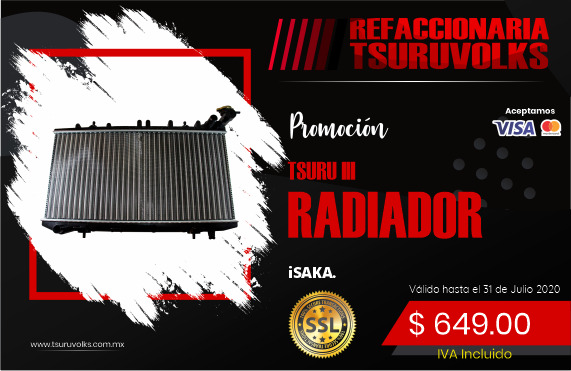 REFACCIONARIA
TSURUVOLKS
Aceptamos
VISA
Promoción
TSURU III
RADIADOR
iSAKA.
SSL
Válido hasta el 31 de Julio 2020
$ 649.00
IVA Incluido
www.tsuruvolks.com.mx